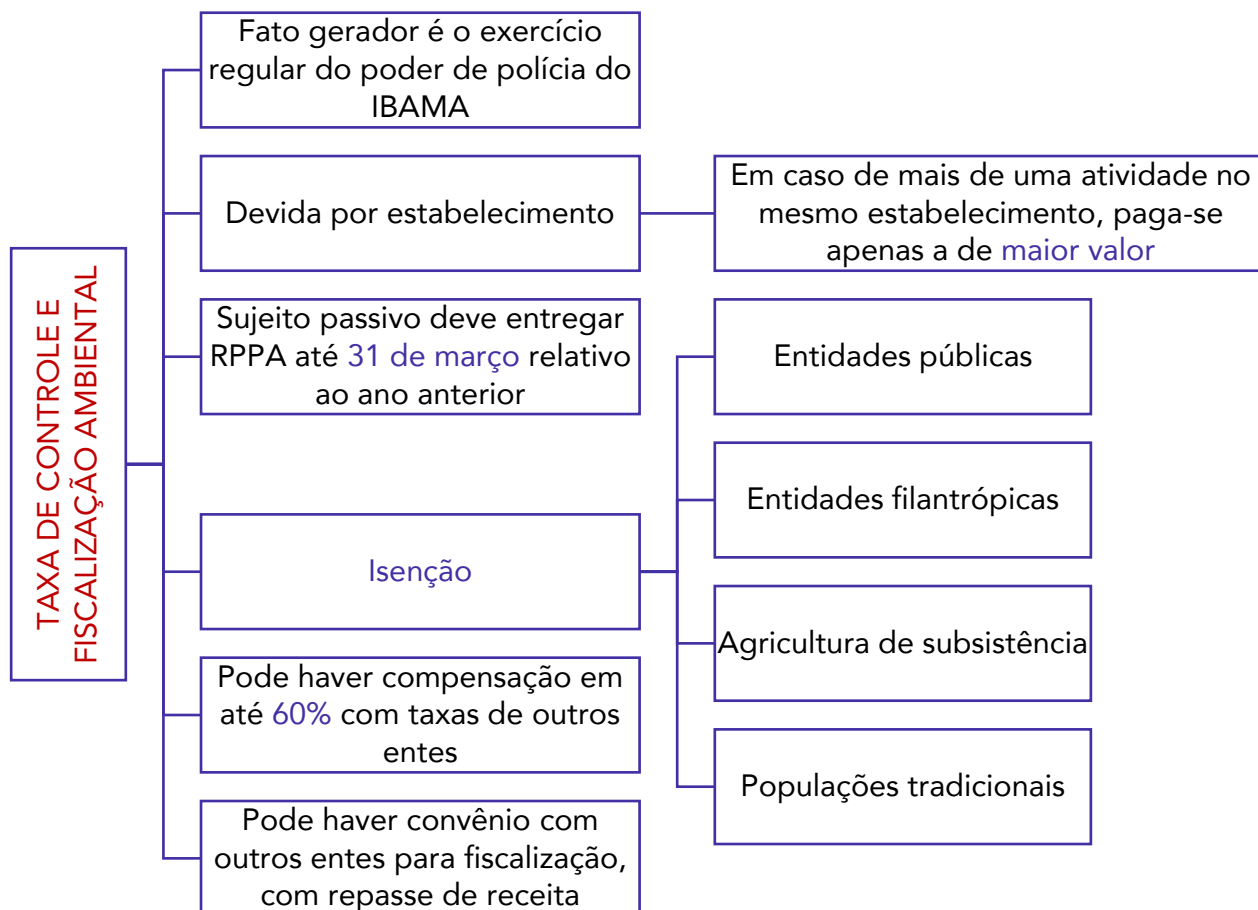 TAXA DE CONTROLE E
FISCALIZAÇÃO AMBIENTAL
Fato gerador é o exercício
regular do poder de polícia do
IBAMA
Devida por estabelecimento
Em caso de mais de uma atividade no
mesmo estabelecimento, paga-se
apenas a de maior valor
Sujeito passivo deve entregar
RPPA até 31 de março relativo
ao ano anterior
Isenção
Entidades públicas
Entidades filantrópicas
Agricultura de subsistência
Populações tradicionais
Pode haver compensação em
até 60% com taxas de outros
entes
Pode haver convênio com
outros entes para fiscalização,
com repasse de receita